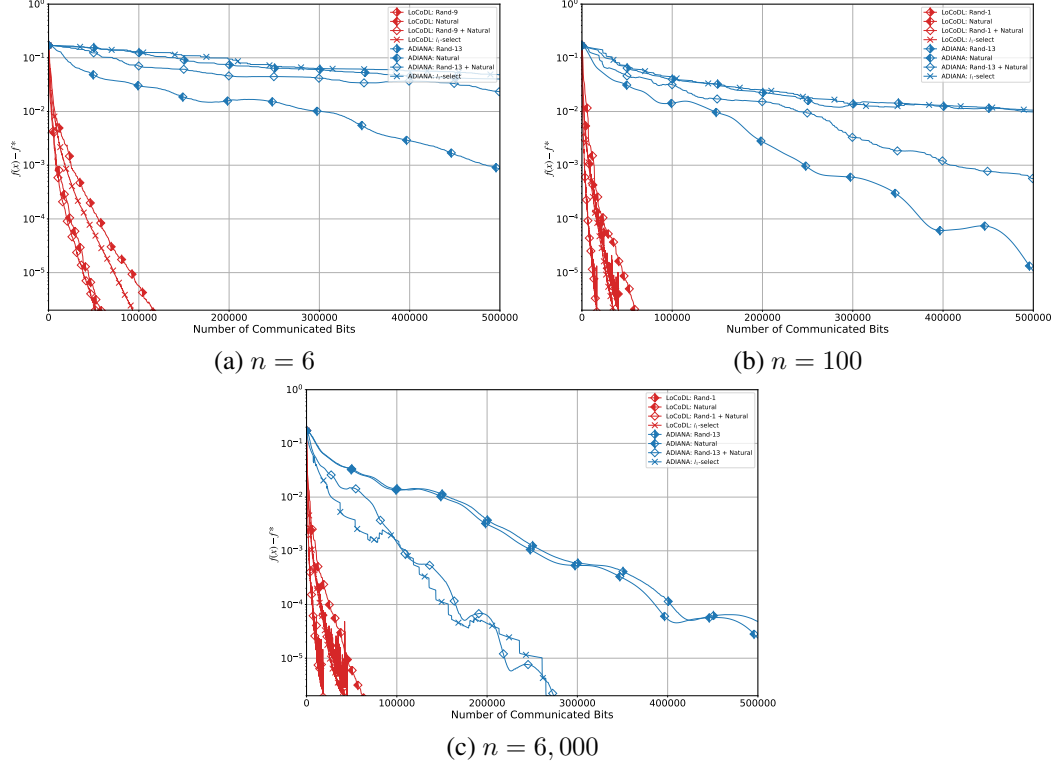 10⁰
10⁻¹
10⁻²
10⁻³
10⁻⁴
10⁻⁵
f(x) − f*
0 100000 200000 300000 400000 500000
Number of Communicated Bits
LoCoDL: Rand-9
LoCoDL: Natural
LoCoDL: Rand-9 + Natural
LoCoDL: l₁-select
ADIANA: Rand-13
ADIANA: Natural
ADIANA: Rand-13 + Natural
ADIANA: l₁-select
(a) n = 6
10⁰
10⁻¹
10⁻²
10⁻³
10⁻⁴
10⁻⁵
f(x) − f*
0 100000 200000 300000 400000 500000
Number of Communicated Bits
LoCoDL: Rand-1
LoCoDL: Natural
LoCoDL: Rand-1 + Natural
LoCoDL: l₁-select
ADIANA: Rand-13
ADIANA: Natural
ADIANA: Rand-13 + Natural
ADIANA: l₁-select
(b) n = 100
10⁰
10⁻¹
10⁻²
10⁻³
10⁻⁴
10⁻⁵
f(x) − f*
0 100000 200000 300000 400000 500000
Number of Communicated Bits
LoCoDL: Rand-1
LoCoDL: Natural
LoCoDL: Rand-1 + Natural
LoCoDL: l₁-select
ADIANA: Rand-13
ADIANA: Natural
ADIANA: Rand-13 + Natural
ADIANA: l₁-select
(c) n = 6,000